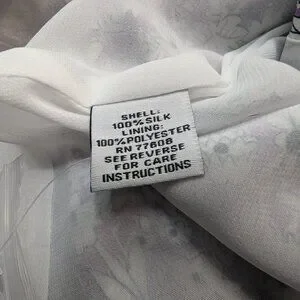 SHELL:
100% SILK
LINING:
100% POLYESTER
RN 77608
SEE REVERSE
FOR CARE
INSTRUCTIONS